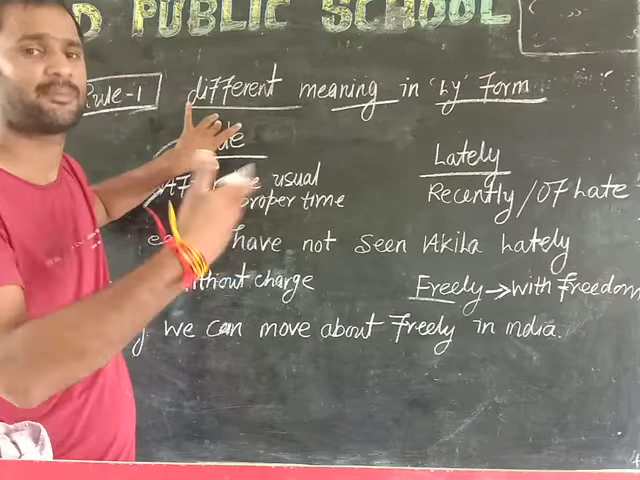 D PUBLIC SCHOOL
Rule-1 different meaning in 'Ly' Form
Lately
usual Recently / OF Late
proper time
have not seen Akila Lately
without charge Freely → with freedom
we can move about freely in india.